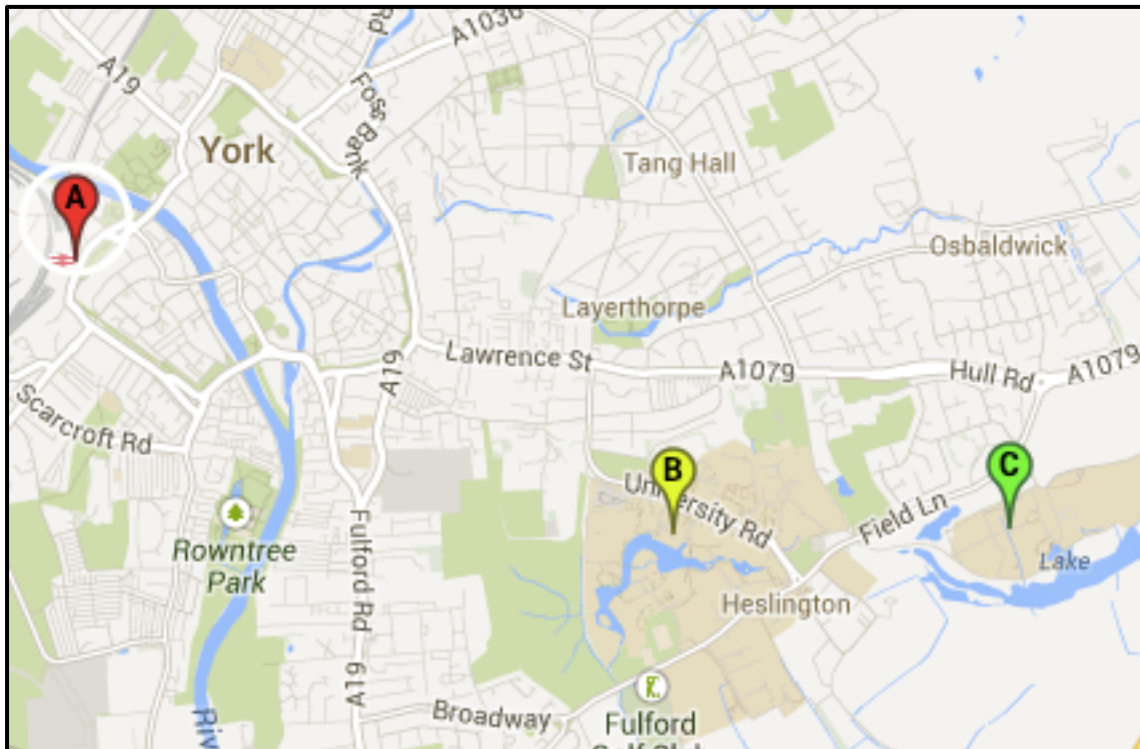 Rd
A1036
A19
Foss Bank
York
A
Tang Hall
Osbaldwick
Layerthorpe
Lawrence St
A19
A1079
Hull Rd
A1079
Scarcroft Rd
B
C
University Rd
Field Ln
Rowntree
Park
Fulford Rd
Lake
Heslington
A19
Broadway
Fulford